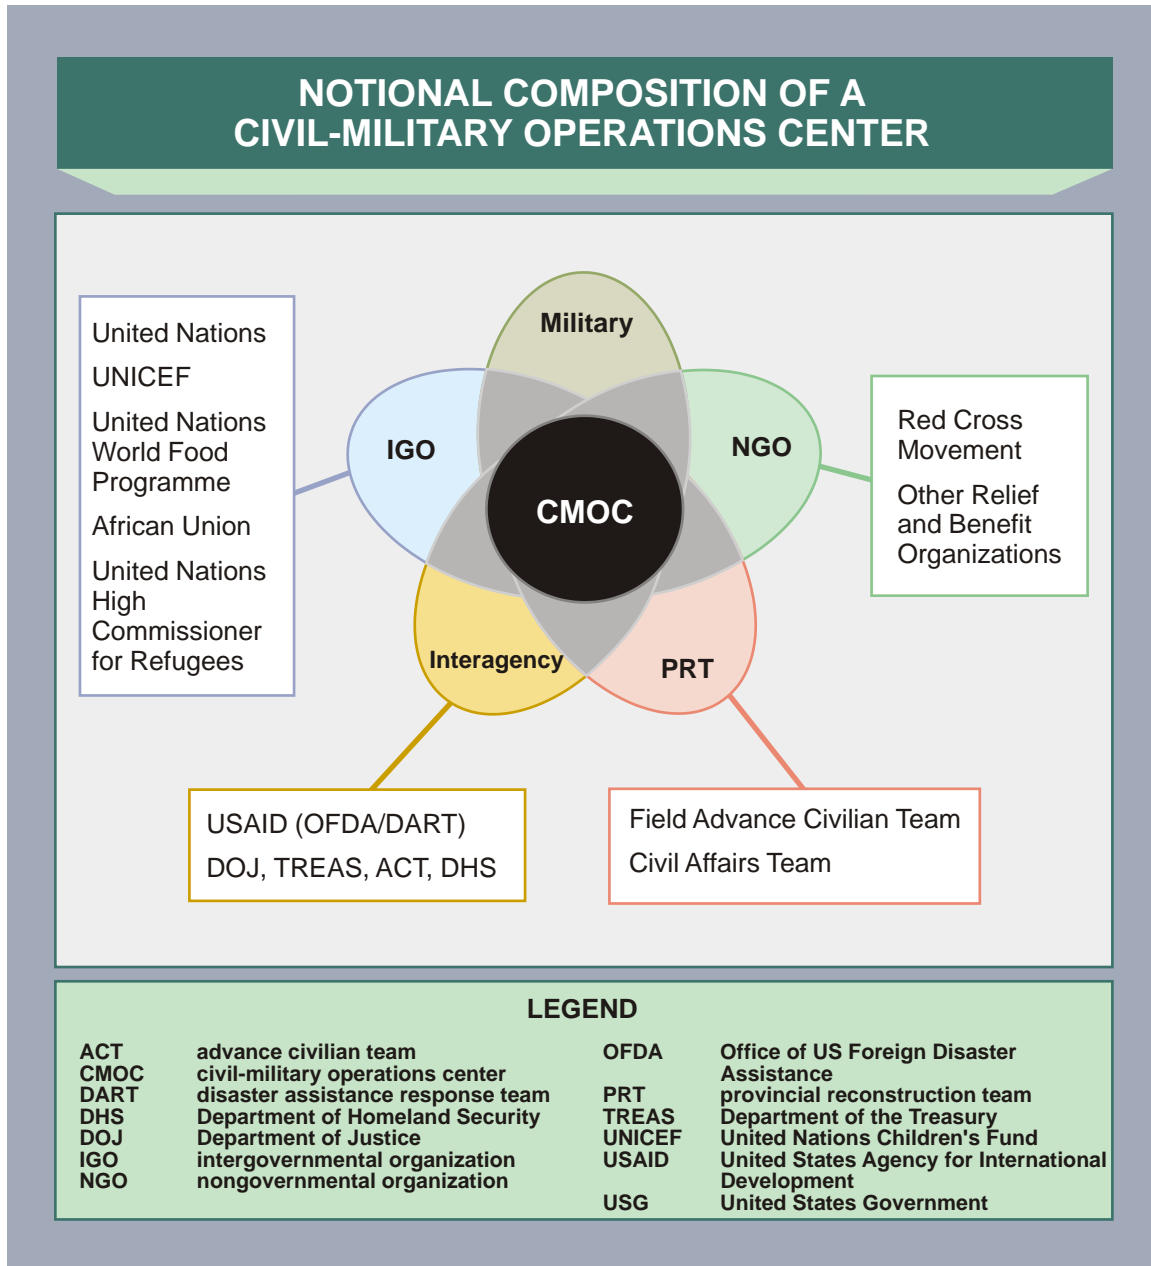 NOTIONAL COMPOSITION OF A
CIVIL-MILITARY OPERATIONS CENTER
United Nations
UNICEF
United Nations
World Food
Programme
African Union
United Nations
High
Commissioner
for Refugees
Military
IGO
NGO
CMOC
Interagency
PRT
Red Cross
Movement
Other Relief
and Benefit
Organizations
USAID (OFDA/DART)
DOJ, TREAS, ACT, DHS
Field Advance Civilian Team
Civil Affairs Team
LEGEND
ACT advance civilian team
CMOC civil-military operations center
DART disaster assistance response team
DHS Department of Homeland Security
DOJ Department of Justice
IGO intergovernmental organization
NGO nongovernmental organization
OFDA Office of US Foreign Disaster
Assistance
PRT provincial reconstruction team
TREAS Department of the Treasury
UNICEF United Nations Children's Fund
USAID United States Agency for International
Development
USG United States Government